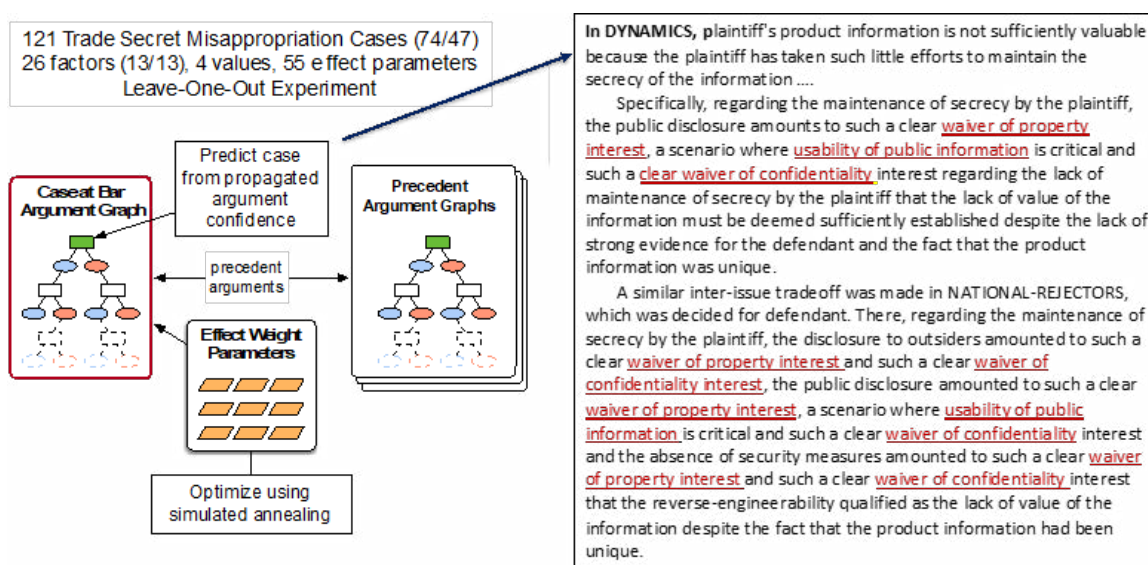 121 Trade Secret Misappropriation Cases (74/47)
26 factors (13/13), 4 values, 55 effect parameters
Leave-One-Out Experiment
Predict case
from propagated
argument
confidence
Case at Bar
Argument Graph
Precedent
Argument Graphs
precedent
arguments
Effect Weight
Parameters
Optimize using
simulated annealing
In DYNAMICS, plaintiff's product information is not sufficiently valuable
because the plaintiff has taken such little efforts to maintain the
secrecy of the information ....
Specifically, regarding the maintenance of secrecy by the plaintiff,
the public disclosure amounts to such a clear waiver of property
interest, a scenario where usability of public information is critical and
such a clear waiver of confidentiality interest regarding the lack of
maintenance of secrecy by the plaintiff that the lack of value of the
information must be deemed sufficiently established despite the lack of
strong evidence for the defendant and the fact that the product
information was unique.
A similar inter-issue tradeoff was made in NATIONAL-REJECTORS,
which was decided for defendant. There, regarding the maintenance of
secrecy by the plaintiff, the disclosure to outsiders amounted to such a
clear waiver of property interest and such a clear waiver of
confidentiality interest, the public disclosure amounted to such a clear
waiver of property interest, a scenario where usability of public
information is critical and such a clear waiver of confidentiality interest
and the absence of security measures amounted to such a clear waiver
of property interest and such a clear waiver of confidentiality interest
that the reverse-engineerability qualified as the lack of value of the
information despite the fact that the product information had been
unique.